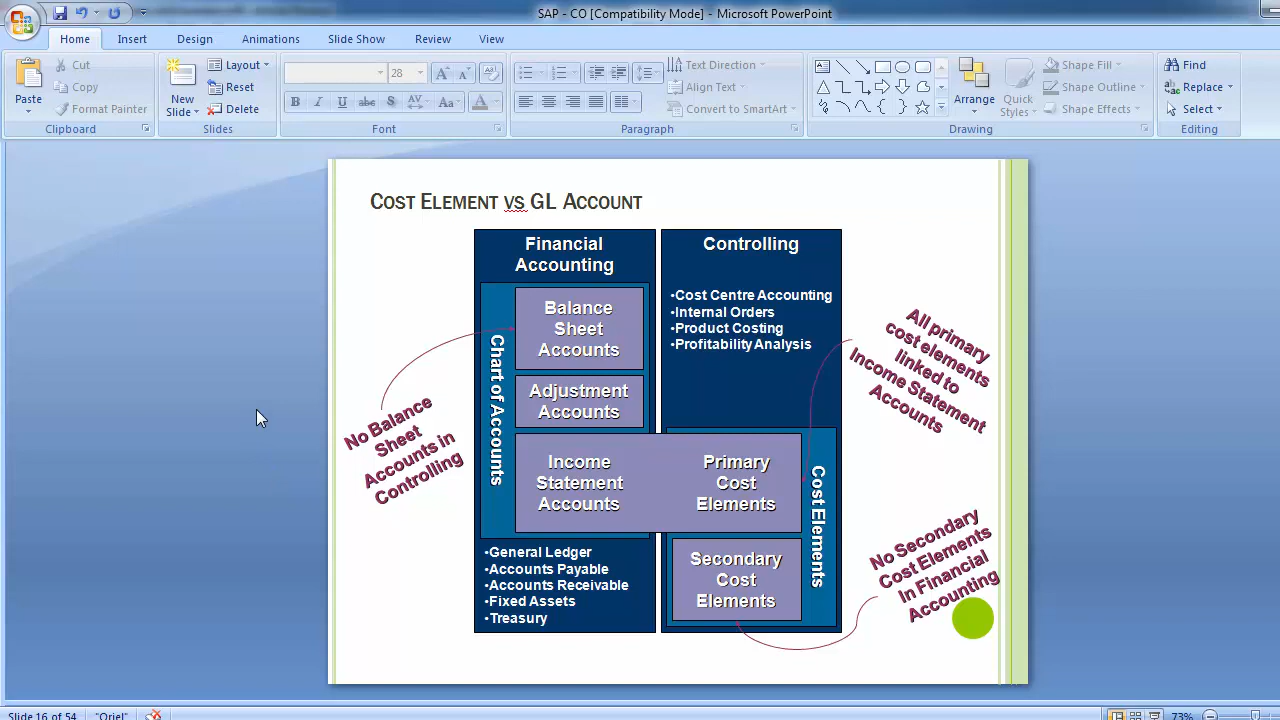 SAP - CO [Compatibility Mode] - Microsoft PowerPoint
Home Insert Design Animations Slide Show Review View
Paste
Cut
Copy
Format Painter
Clipboard
New
Slide
Layout
Reset
Delete
Slides
28
B I U abc S AV Aa A
Font
Text Direction
Align Text
Convert to SmartArt
Paragraph
Arrange
Quick
Styles
Shape Fill
Shape Outline
Shape Effects
Drawing
Find
Replace
Select
Editing
COST ELEMENT VS GL ACCOUNT
Financial
Accounting
Chart of Accounts
Balance
Sheet
Accounts
Adjustment
Accounts
Income
Statement
Accounts
•General Ledger
•Accounts Payable
•Accounts Receivable
•Fixed Assets
•Treasury
Controlling
•Cost Centre Accounting
•Internal Orders
•Product Costing
•Profitability Analysis
Primary
Cost
Elements
Secondary
Cost
Elements
Cost Elements
No Balance
Sheet
Accounts in
Controlling
All primary
cost elements
linked to
Income Statement
Accounts
No Secondary
Cost Elements
In Financial
Accounting
Slide 16 of 54 "Oriel" 73%